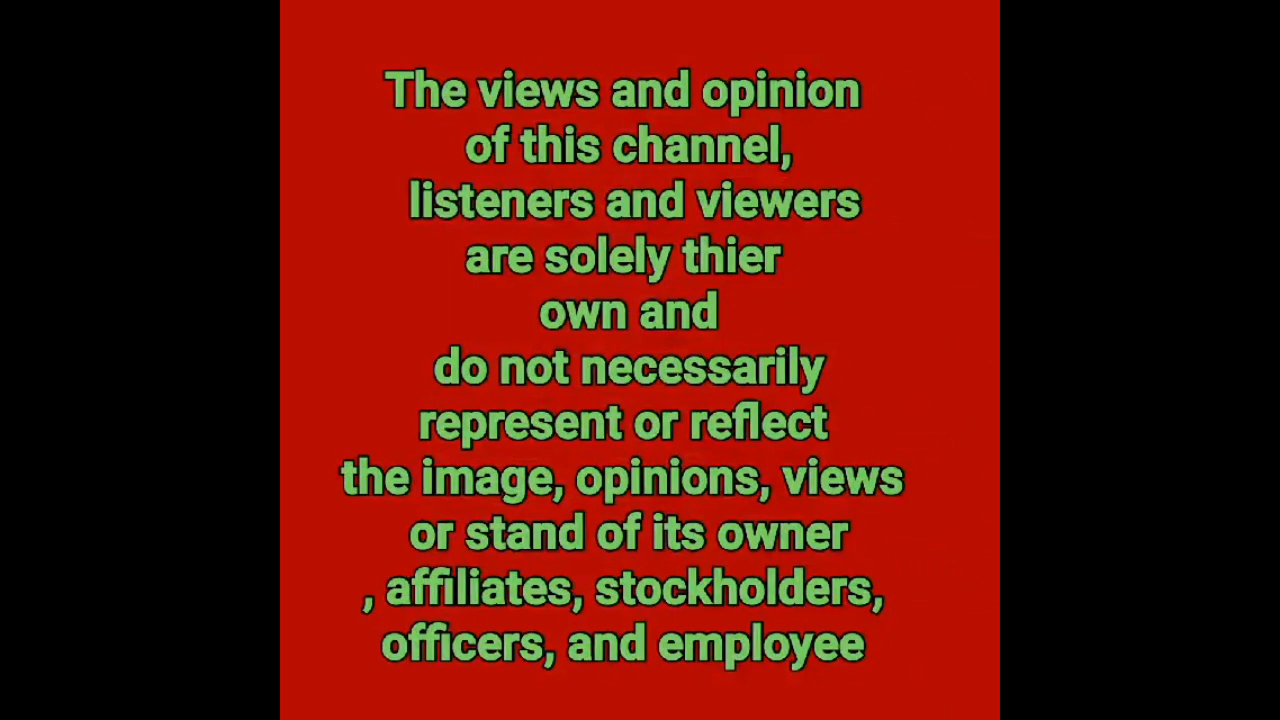 The views and opinion
of this channel,
listeners and viewers
are solely thier
own and
do not necessarily
represent or reflect
the image, opinions, views
or stand of its owner
, affiliates, stockholders,
officers, and employee